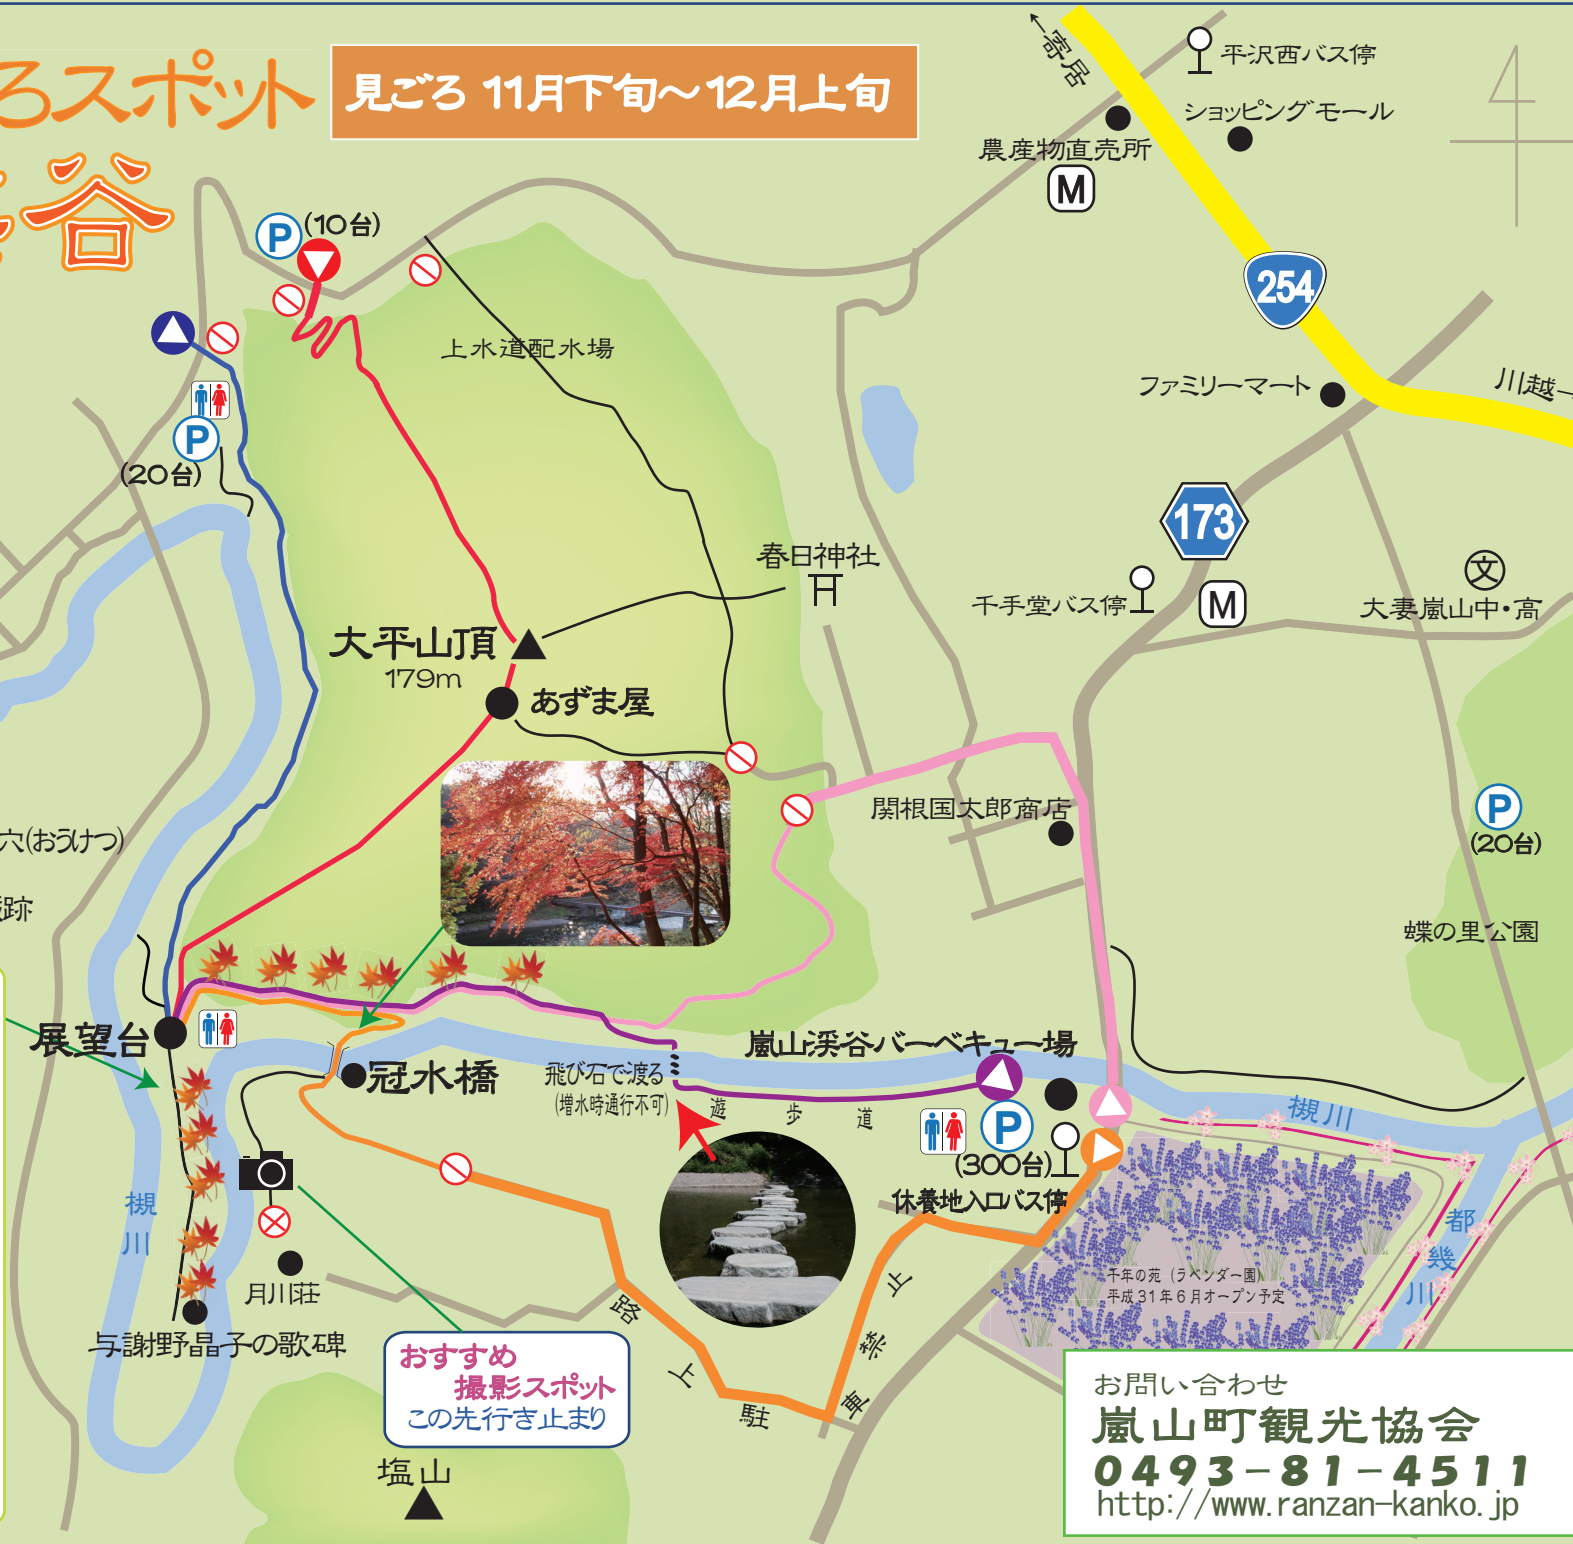 ろスポット
見ごろ 11月下旬～12月上旬
谷
←寄居
平沢西バス停
ショッピングモール
農産物直売所
M
P
(10台)
254
上水道配水場
ファミリーマート
川越→
P
(20台)
173
春日神社
千手堂バス停
M
文
大妻嵐山中・高
大平山頂
179m
あずま屋
関根国太郎商店
P
(20台)
穴(おうけつ)
跡
蝶の里公園
展望台
冠水橋
飛び石で渡る
(増水時通行不可)
嵐山渓谷バーベキュー場
遊歩道
P
(300台)
休養地入口バス停
槻川
槻川
都幾川
千年の苑（ラベンダー園）
平成31年6月オープン予定
月川荘
与謝野晶子の歌碑
路上駐車禁止
おすすめ
撮影スポット
この先行き止まり
塩山
お問い合わせ
嵐山町観光協会
0493-81-4511
http://www.ranzan-kanko.jp